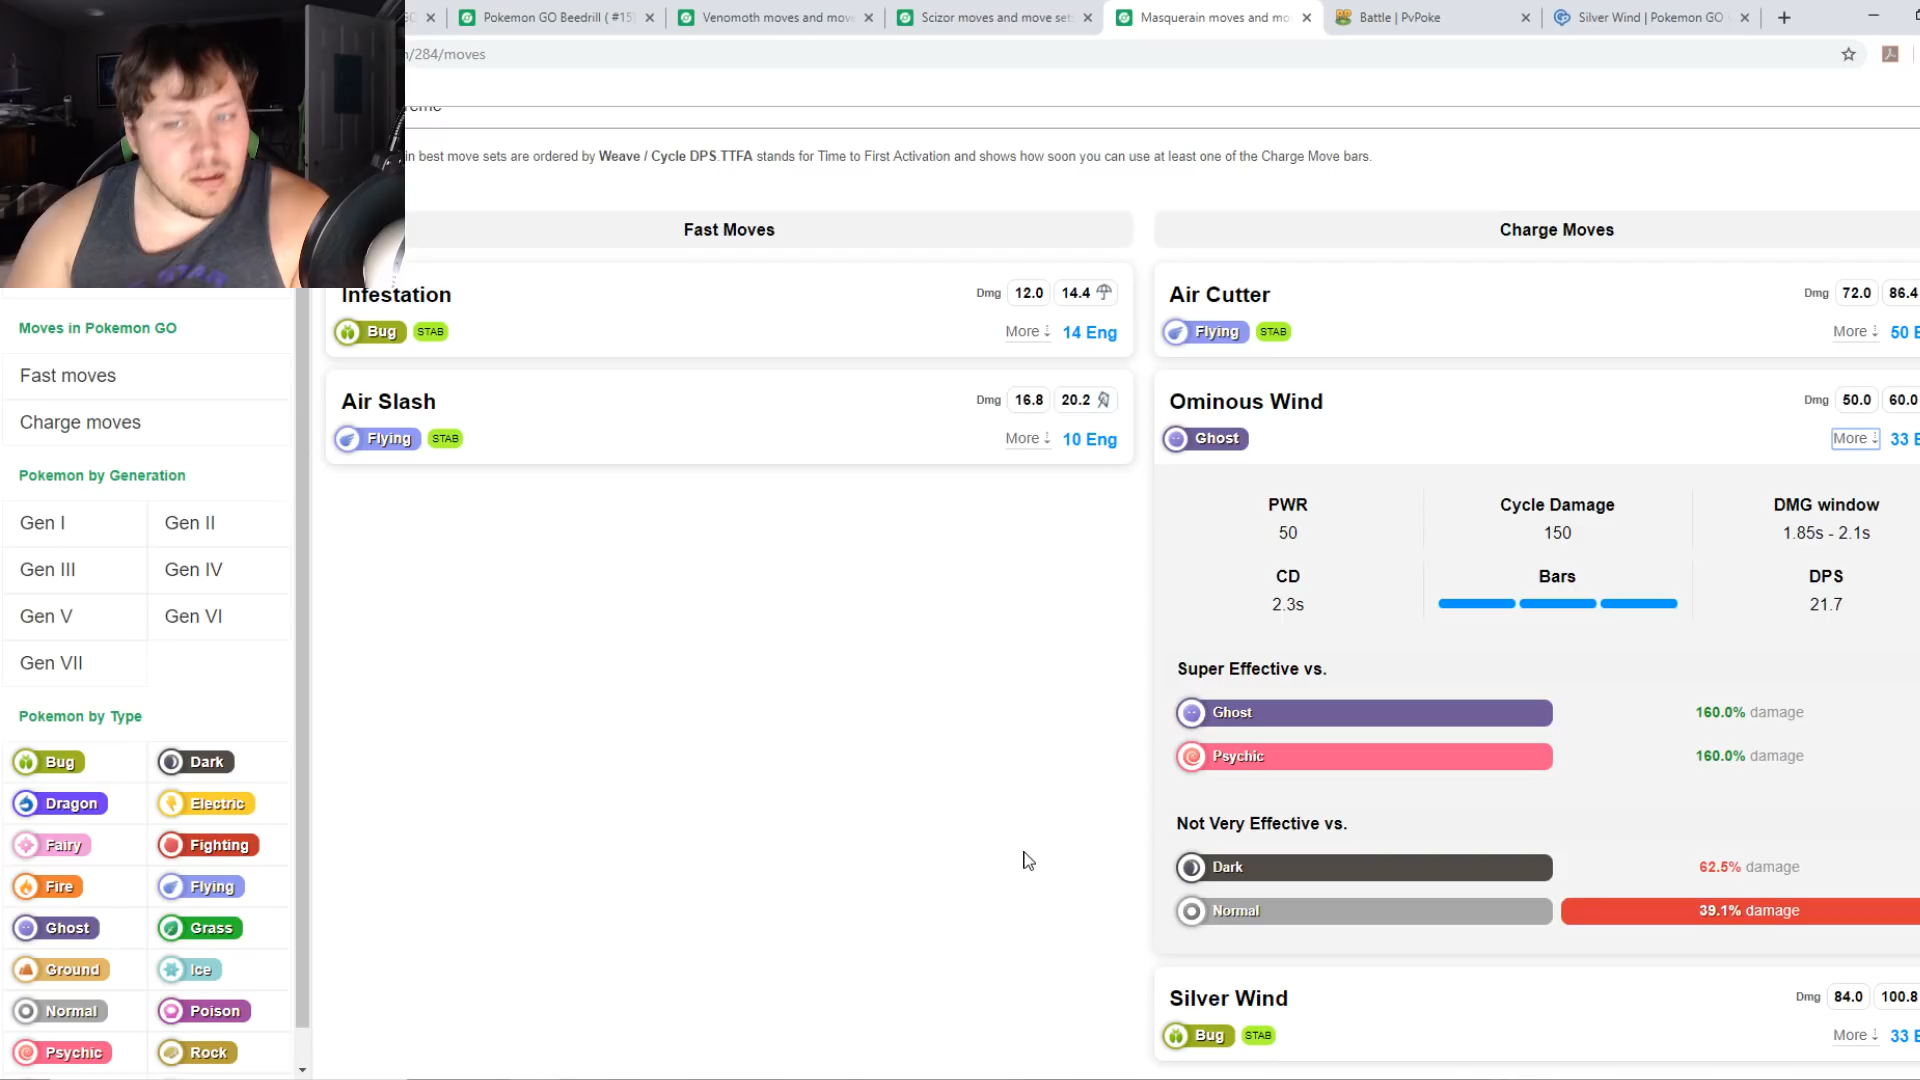 Pokemon GO Beedrill ( #15)
Venomoth moves and mov
Scizor moves and move set
Masquerain moves and mo
Battle | PvPoke
Silver Wind | Pokemon GO
/284/moves
in best move sets are ordered by Weave / Cycle DPS TTFA stands for Time to First Activation and shows how soon you can use at least one of the Charge Move bars.
Fast Moves
Charge Moves
Infestation
Dmg 12.0 14.4
Bug STAB
More 14 Eng
Air Slash
Dmg 16.8 20.2
Flying STAB
More 10 Eng
Air Cutter
Dmg 72.0 86.4
Flying STAB
More 50 E
Ominous Wind
Dmg 50.0 60.0
Ghost
More 33 E
PWR
50
Cycle Damage
150
DMG window
1.85s - 2.1s
CD
2.3s
Bars
DPS
21.7
Super Effective vs.
Ghost 160.0% damage
Psychic 160.0% damage
Not Very Effective vs.
Dark 62.5% damage
Normal 39.1% damage
Silver Wind
Dmg 84.0 100.8
Bug STAB
More 33 E
Moves in Pokemon GO
Fast moves
Charge moves
Pokemon by Generation
Gen I Gen II
Gen III Gen IV
Gen V Gen VI
Gen VII
Pokemon by Type
Bug Dark
Dragon Electric
Fairy Fighting
Fire Flying
Ghost Grass
Ground Ice
Normal Poison
Psychic Rock